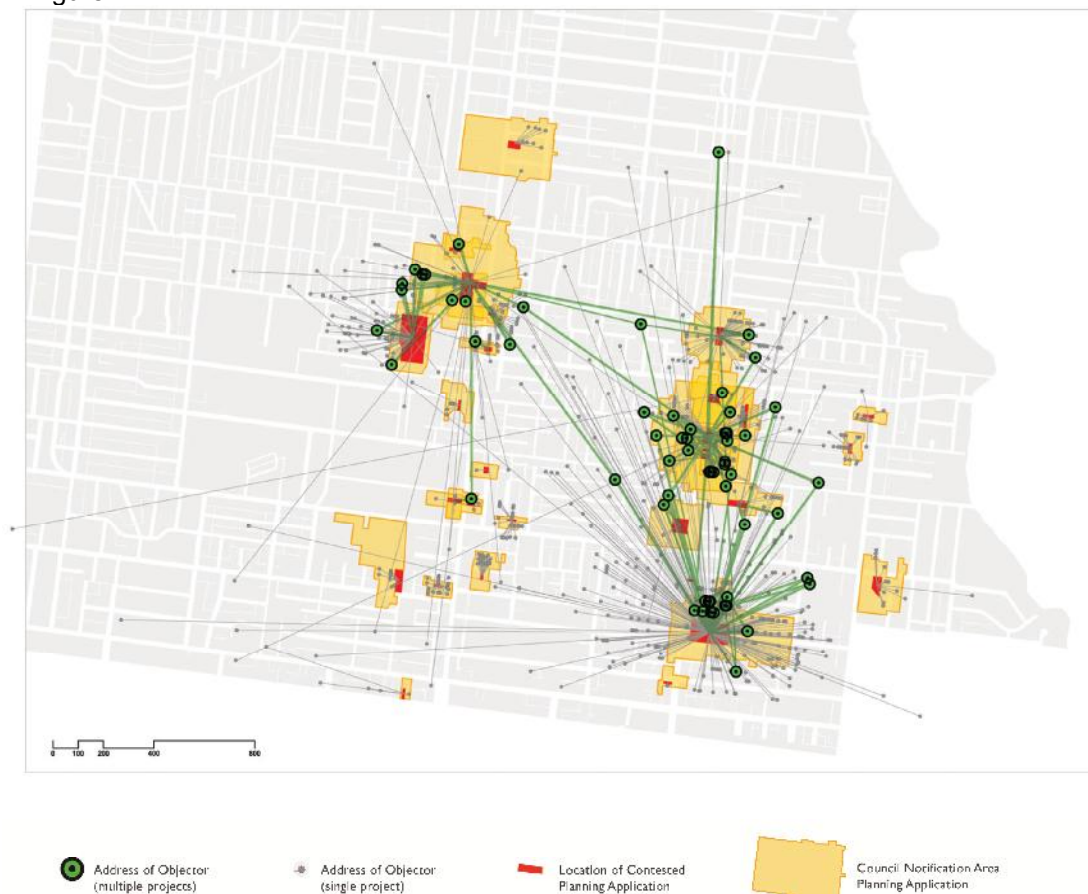 0 100 200 400 800
Address of Objector
(multiple projects)
Address of Objector
(single project)
Location of Contested
Planning Application
Council Notification Area
Planning Application